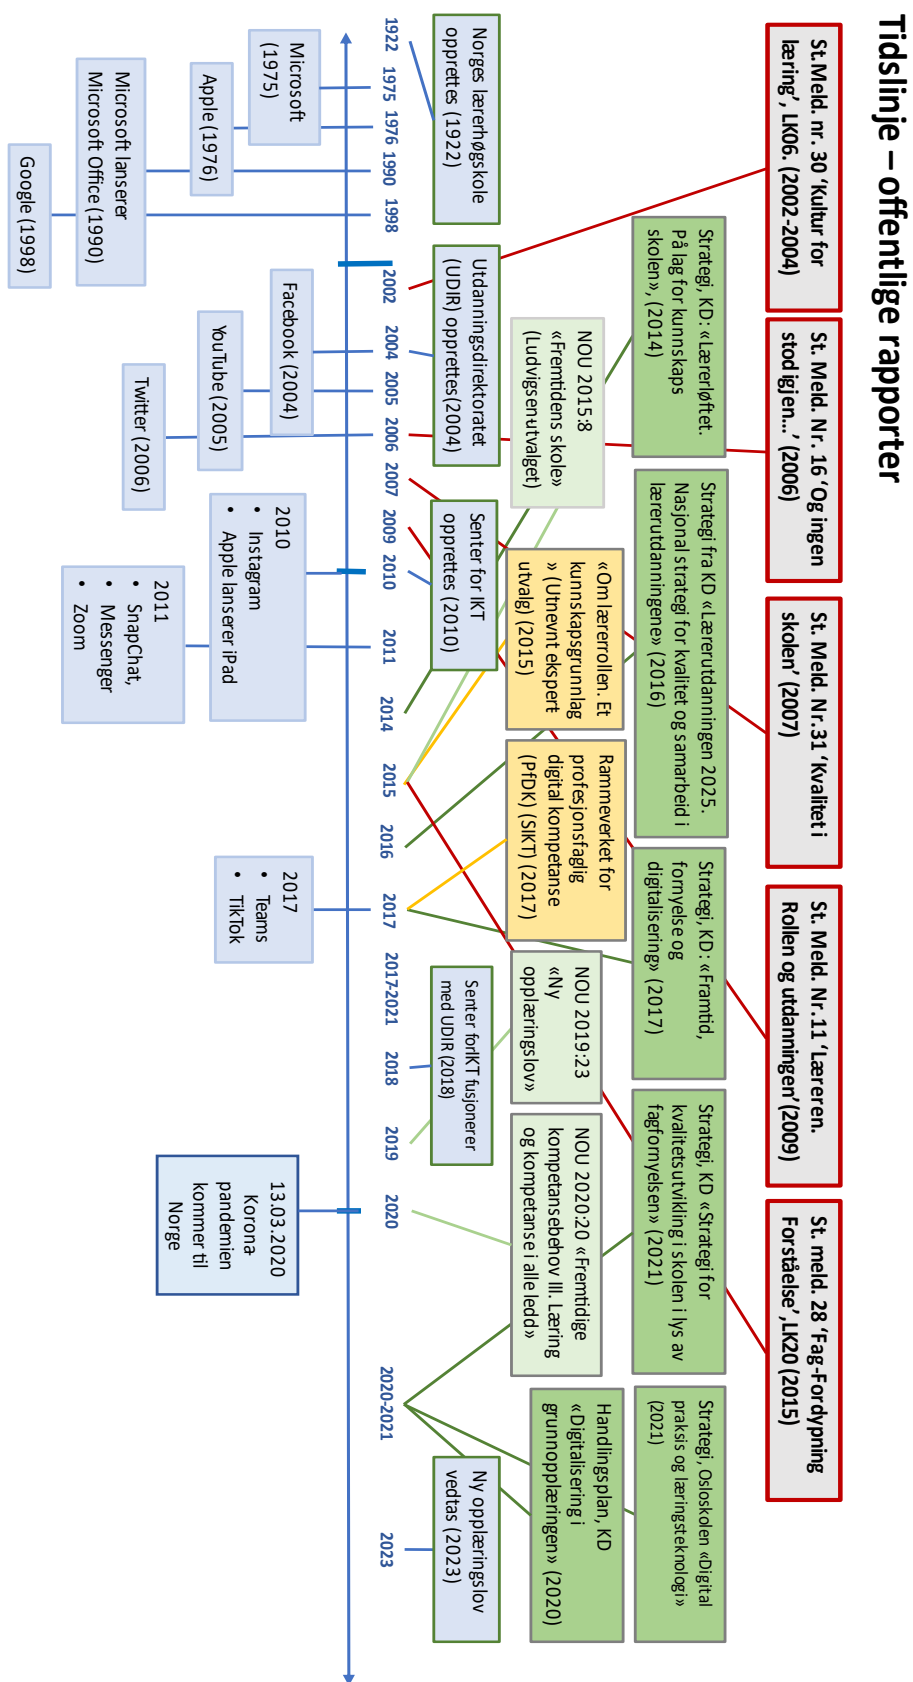 Tidslinje – offentlige rapporter
St.Meld. nr. 30 ‘Kultur for
læring’, LK06. (2002-2004)
St. Meld. Nr. 16 ‘Og ingen
stod igjen…’ (2006)
St. Meld. Nr.31 ‘Kvalitet i
skolen’ (2007)
St. Meld. Nr.11 ‘Læreren.
Rollen og utdanningen’(2009)
St. meld. 28 ‘Fag-Fordypning
Forståelse’,LK20 (2015)
Strategi, KD: «Lærerløftet.
På lag for kunnskaps
skolen», (2014)
Strategi fra KD «Lærerutdanningen 2025.
Nasjonal strategi for kvalitet og samarbeid i
lærerutdanningene» (2016)
Strategi, KD: «Framtid,
fornyelse og
digitalisering» (2017)
Strategi, KD «Strategi for
kvalitetsutvikling i skolen i lys av
fagfornyelsen» (2021)
Strategi, Osloskolen «Digital
praksis og læringsteknologi»
(2021)
NOU 2015:8
«Fremtidens skole»
(Ludvigsenutvalget)
«Om lærerrollen. Et
kunnskapsgrunnlag
» (Utnevnt ekspert
utvalg) (2015)
Rammeverket for
profesjonsfaglig
digital kompetanse
(PfDK) (SIKT) (2017)
NOU 2019:23
«Ny
opplæringslov»
NOU 2020:20 «Fremtidige
kompetansebehov III. Læring
og kompetanse i alle ledd»
Handlingsplan, KD
«Digitalisering i
grunnopplæringen» (2020)
Norges lærerhøgskole
opprettes (1922)
Utdanningsdirektoratet
(UDIR) opprettes(2004)
Senter for IKT
opprettes (2010)
Senter forIKT fusjonerer
med UDIR (2018)
Ny opplæringslov
vedtas (2023)
1922
1975
1976
1990
1998
2002
2004
2005
2006
2007
2009
2010
2011
2014
2015
2016
2017
2017-2021
2018
2019
2020
2020-2021
2023
Microsoft
(1975)
Apple (1976)
Microsoft lanserer
Microsoft Office (1990)
Google (1998)
Facebook (2004)
YouTube (2005)
Twitter (2006)
2010
• Instagram
• Apple lanserer iPad
2011
• SnapChat,
• Messenger
• Zoom
2017
• Teams
• TikTok
13.03.2020
Korona-
pandemien
kommer til
Norge